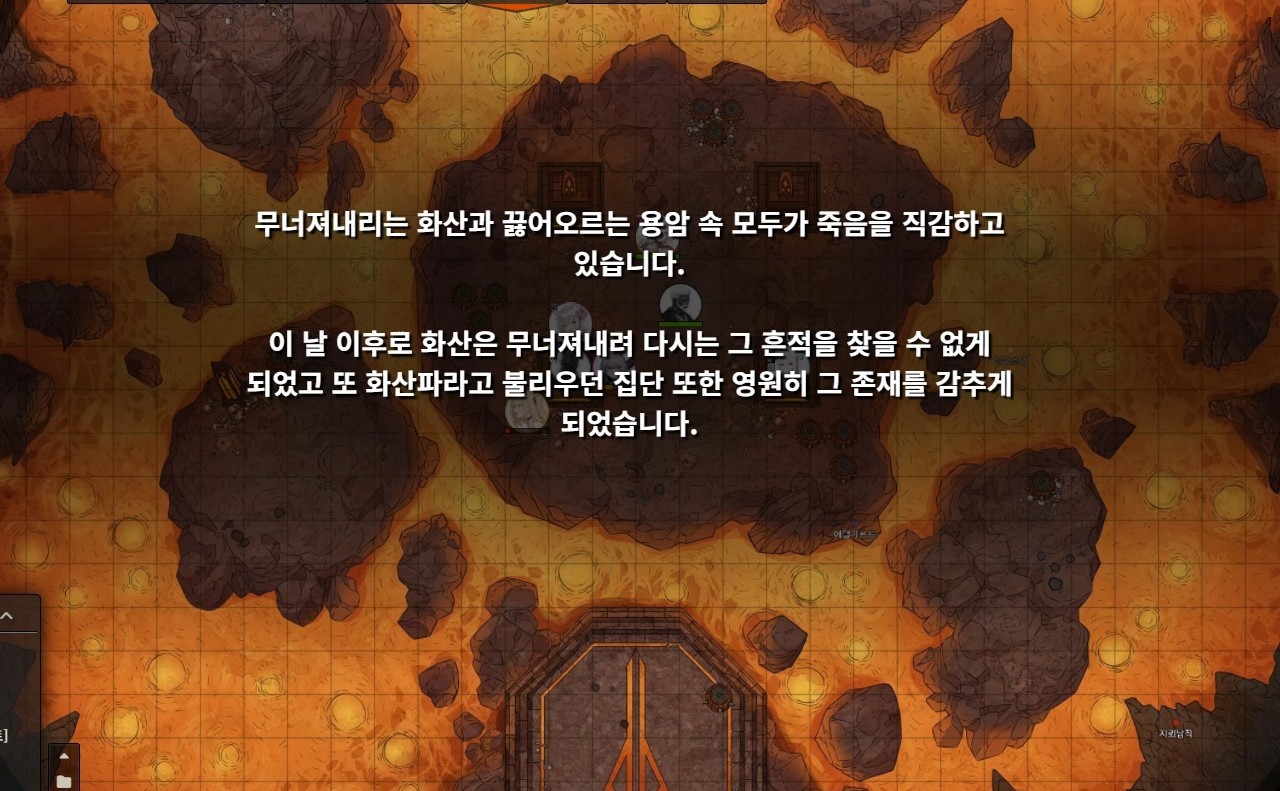 무너져내리는 화산과 끓어오르는 용암 속 모두가 죽음을 직감하고
있습니다.
이 날 이후로 화산은 무너져내려 다시는 그 흔적을 찾을 수 없게
되었고 또 화산파라고 불리우던 집단 또한 영원히 그 존재를 감추게
되었습니다.